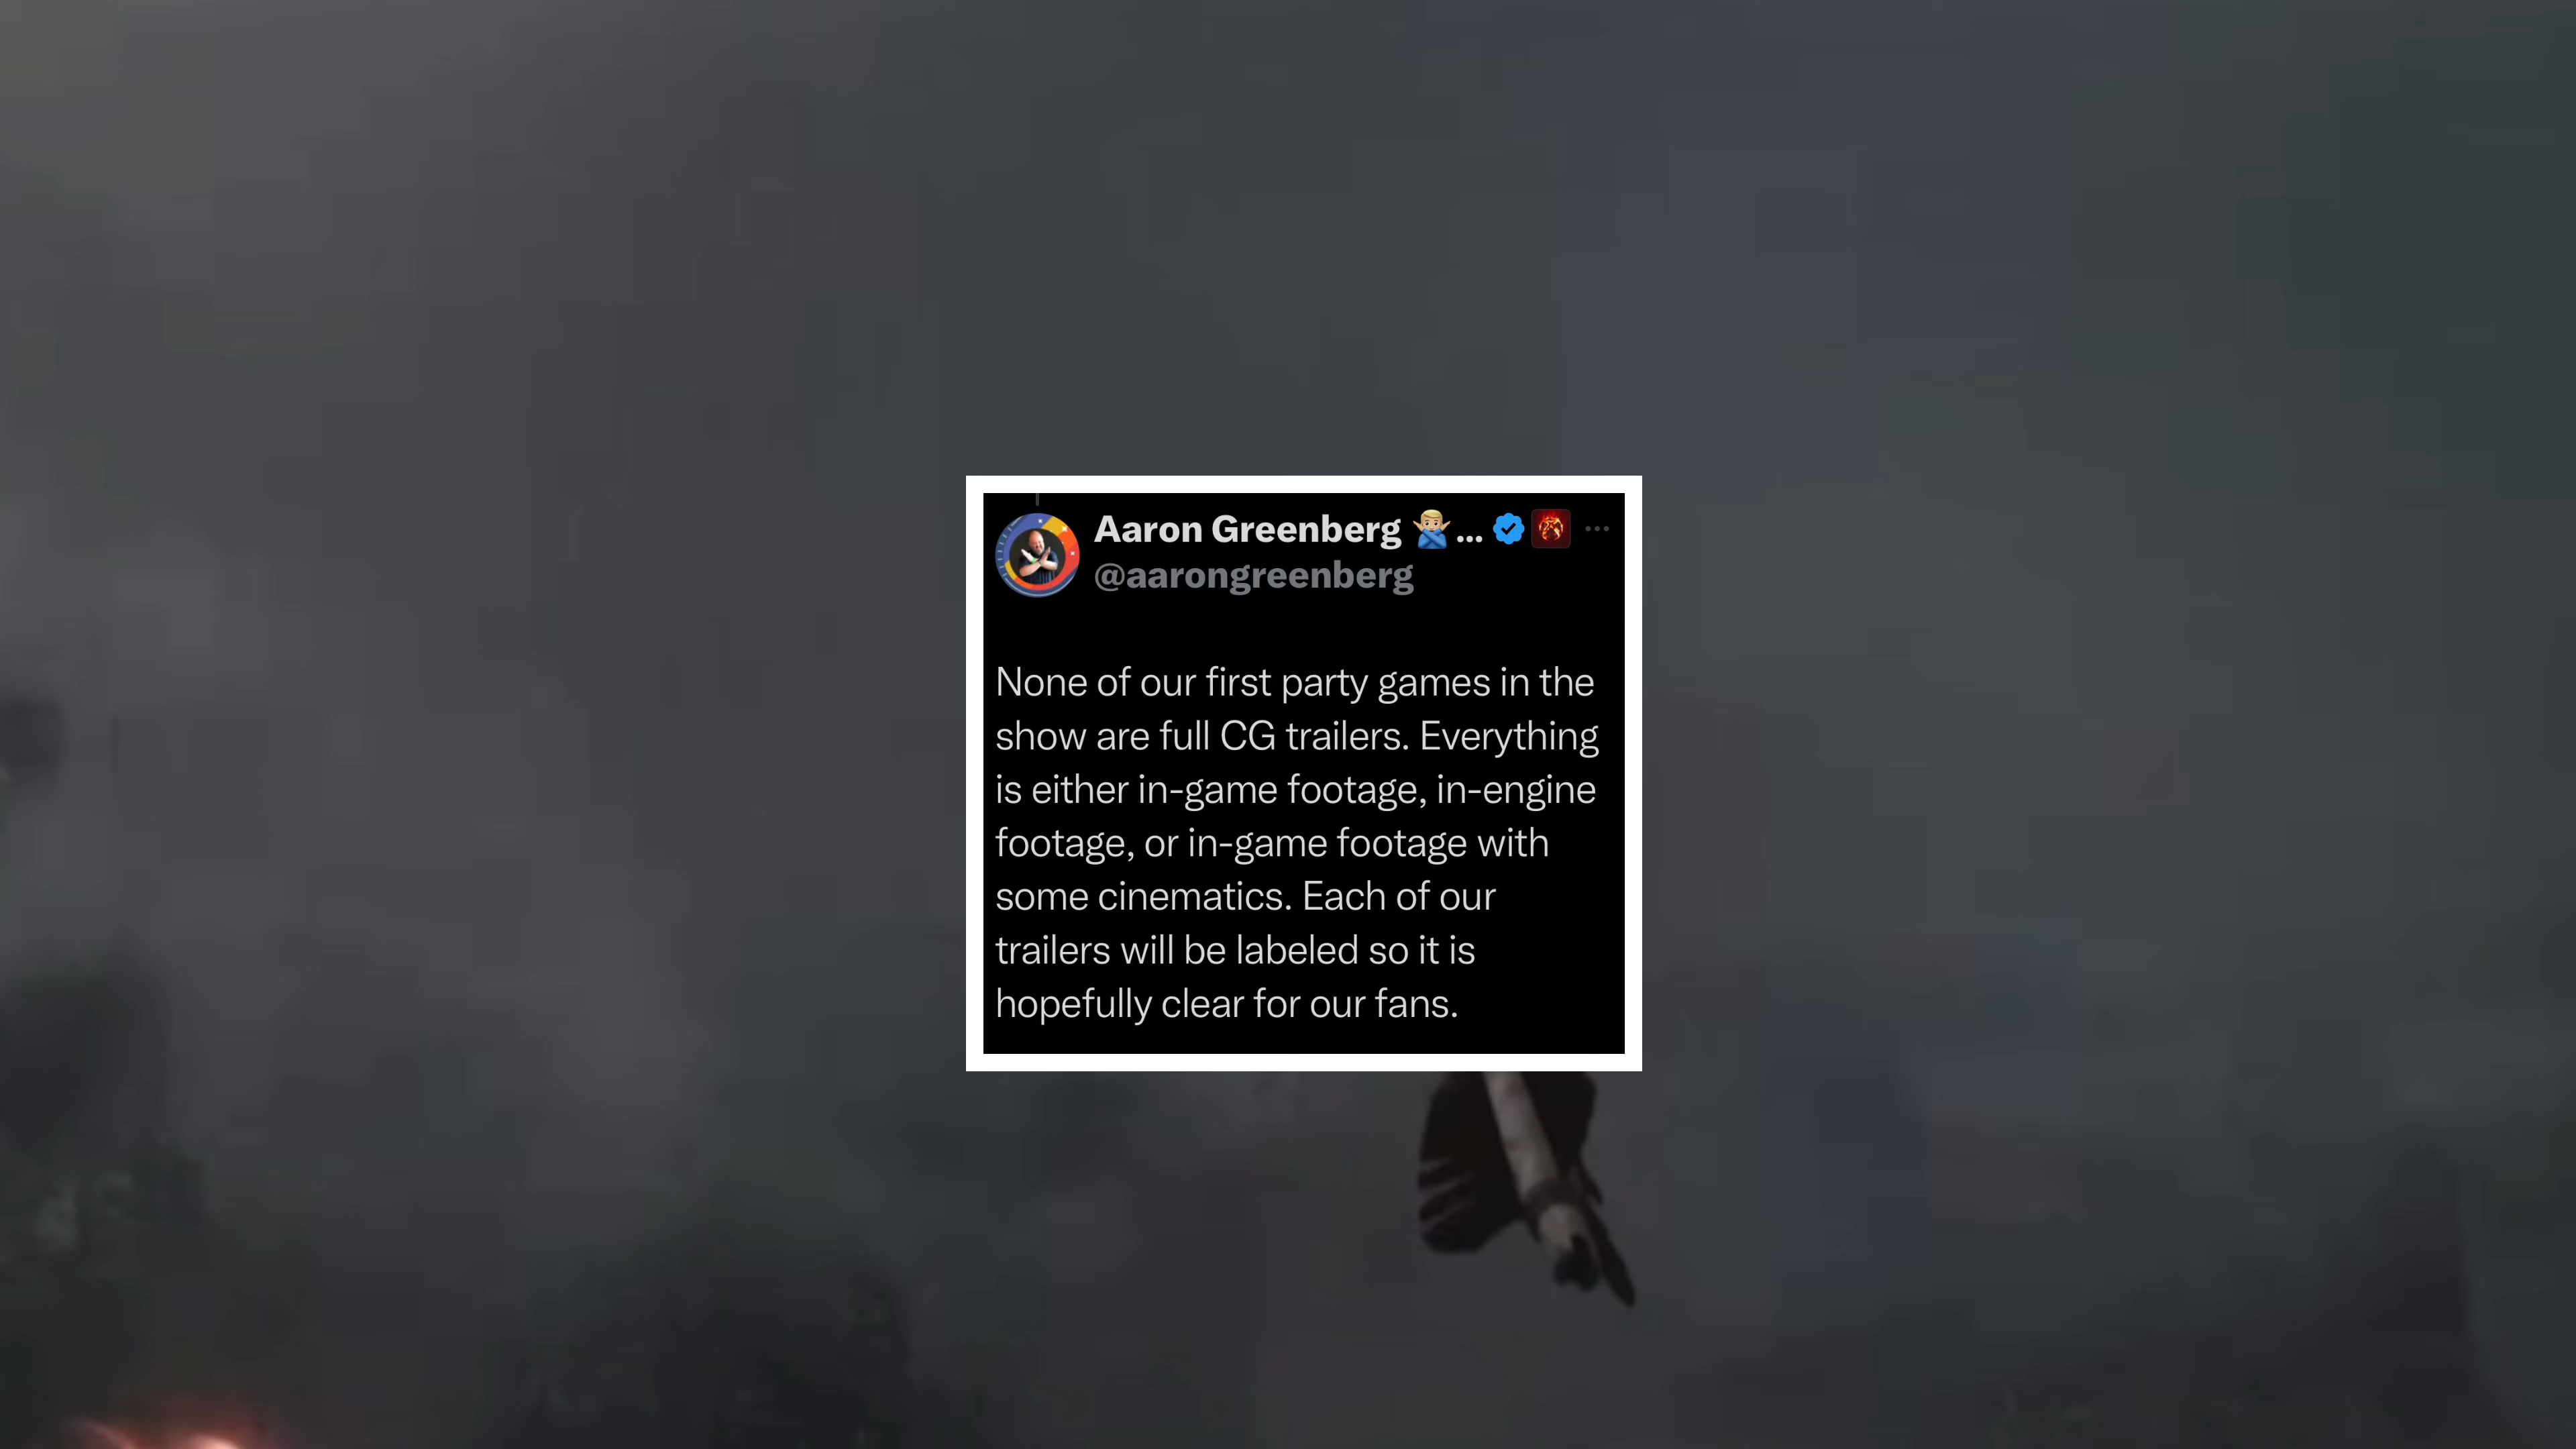 Aaron Greenberg 🙅🏼‍♂️...
@aarongreenberg
None of our first party games in the
show are full CG trailers. Everything
is either in-game footage, in-engine
footage, or in-game footage with
some cinematics. Each of our
trailers will be labeled so it is
hopefully clear for our fans.